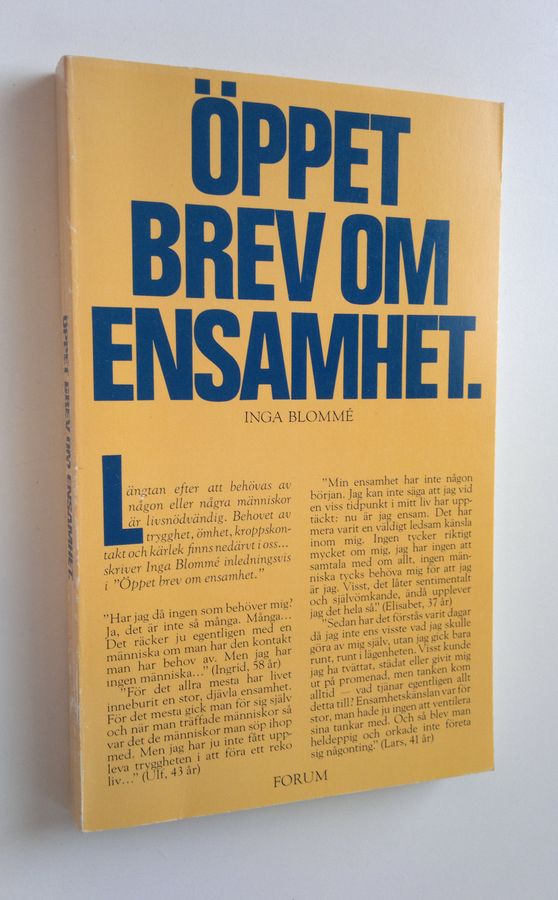 ÖPPET
BREV OM
ENSAMHET.
INGA BLOMMÉ
Längtan efter att behövas av
någon eller några människor
är livsnödvändig. Behovet av
trygghet, ömhet, kroppskon-
takt och kärlek finns nedärvt i oss...
skriver Inga Blommé inledningsvis
i "Öppet brev om ensamhet."
"Har jag då ingen som behöver mig?
Ja, det är inte så många. Många...
Det räcker ju egentligen med en
människa om man har den kontakt
man har behov av. Men jag har
ingen människa..." (Ingrid, 58 år)
"För det allra mesta har livet
inneburit en stor, djävla ensamhet.
För det mesta gick man för sig själv
och när man träffade människor så
var det de människor man söp ihop
med. Men jag har ju inte fått upp-
leva tryggheten i att föra ett reko
liv..." (Ulf, 43 år)
"Min ensamhet har inte någon
början. Jag kan inte säga att jag vid
en viss tidpunkt i mitt liv har upp-
täckt: nu är jag ensam. Det har
mera varit en väldigt ledsam känsla
inom mig. Ingen tycker riktigt
mycket om mig, jag har ingen att
samtala med om allt, ingen män-
niska tycks behöva mig för att jag
är jag. Visst, det låter sentimentalt
och självömkande, ändå upplever
jag det hela så." (Elisabet, 37 år)
"Sedan har det förstås varit dagar
då jag inte ens visste vad jag skulle
göra av mig själv, utan jag gick bara
runt, runt i lägenheten. Visst kunde
jag ha tvättat, städat eller givit mig
ut på promenad, men tanken kom
alltid — vad tjänar egentligen allt
detta till? Ensamhetskänslan var för
stor, man hade ju ingen att ventilera
sina tankar med. Och så blev man
heldeppig och orkade inte företa
sig någonting." (Lars, 41 år)
FORUM
ÖPPET BREV OM ENSAMHET.